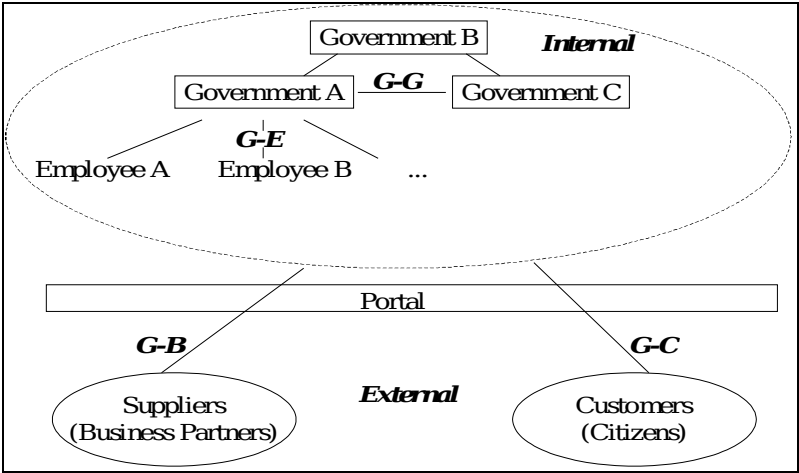 Government B
Internal
Government A
G-G
Government C
G-E
Employee A
Employee B
...
Portal
G-B
G-C
External
Suppliers
(Business Partners)
Customers
(Citizens)